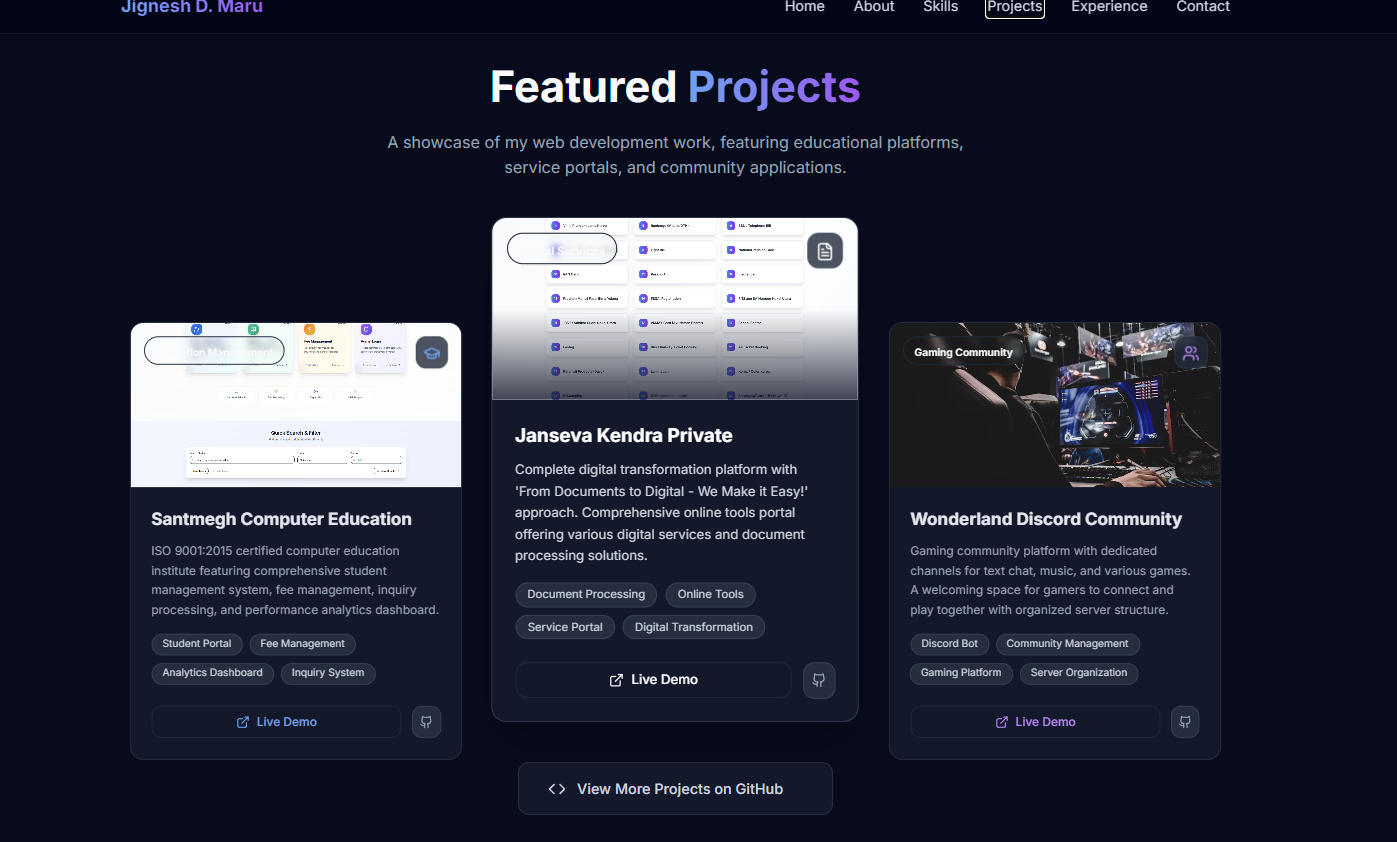 Jignesh D. Maru
Home
About
Skills
Projects
Experience
Contact
Featured Projects
A showcase of my web development work, featuring educational platforms,
service portals, and community applications.
Fee Management
Quick Search & Filter
Santmegh Computer Education
ISO 9001:2015 certified computer education
institute featuring comprehensive student
management system, fee management, inquiry
processing, and performance analytics dashboard.
Student Portal
Fee Management
Analytics Dashboard
Inquiry System
Live Demo
Services
Passport
Janseva Kendra Private
Complete digital transformation platform with
'From Documents to Digital - We Make it Easy!'
approach. Comprehensive online tools portal
offering various digital services and document
processing solutions.
Document Processing
Online Tools
Service Portal
Digital Transformation
Live Demo
Gaming Community
Wonderland Discord Community
Gaming community platform with dedicated
channels for text chat, music, and various games.
A welcoming space for gamers to connect and
play together with organized server structure.
Discord Bot
Community Management
Gaming Platform
Server Organization
Live Demo
View More Projects on GitHub